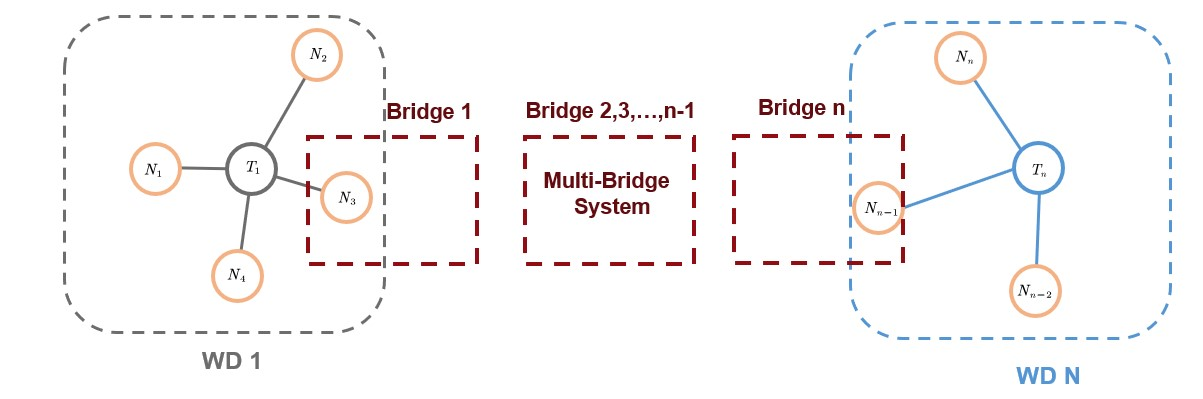 N₂
N₁
T₁
N₃
N₄
WD 1
Bridge 1
Bridge 2,3,...,n-1
Multi-Bridge
System
Bridge n
Nₙ
Tₙ
Nₙ₋₁
Nₙ₋₂
WD N